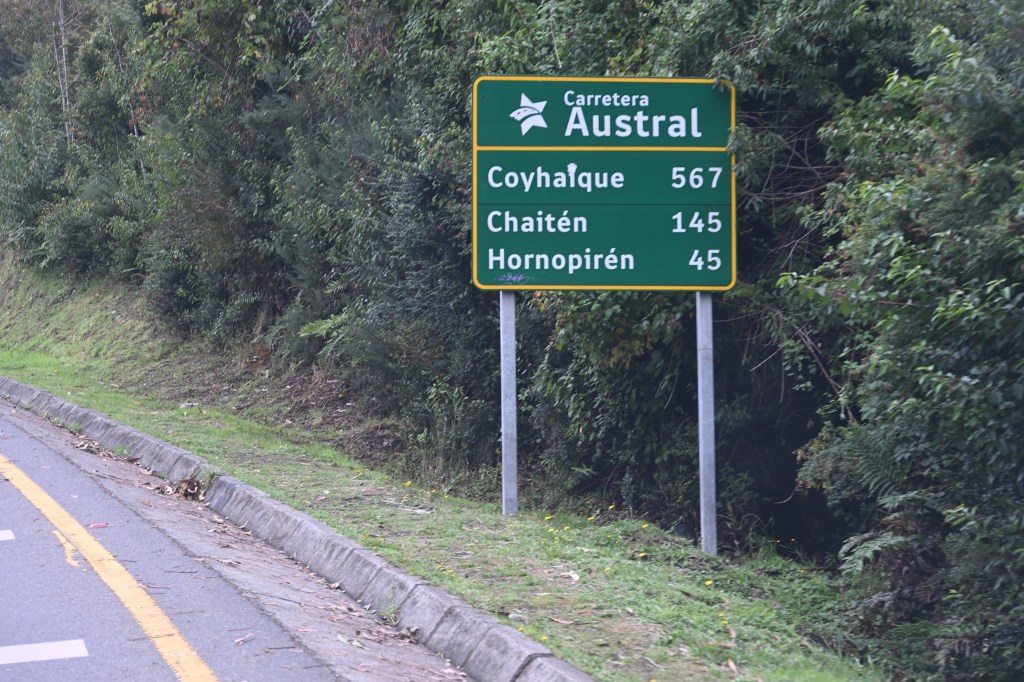 Carretera
Austral
Coyhaique 567
Chaitén 145
Hornopirén 45